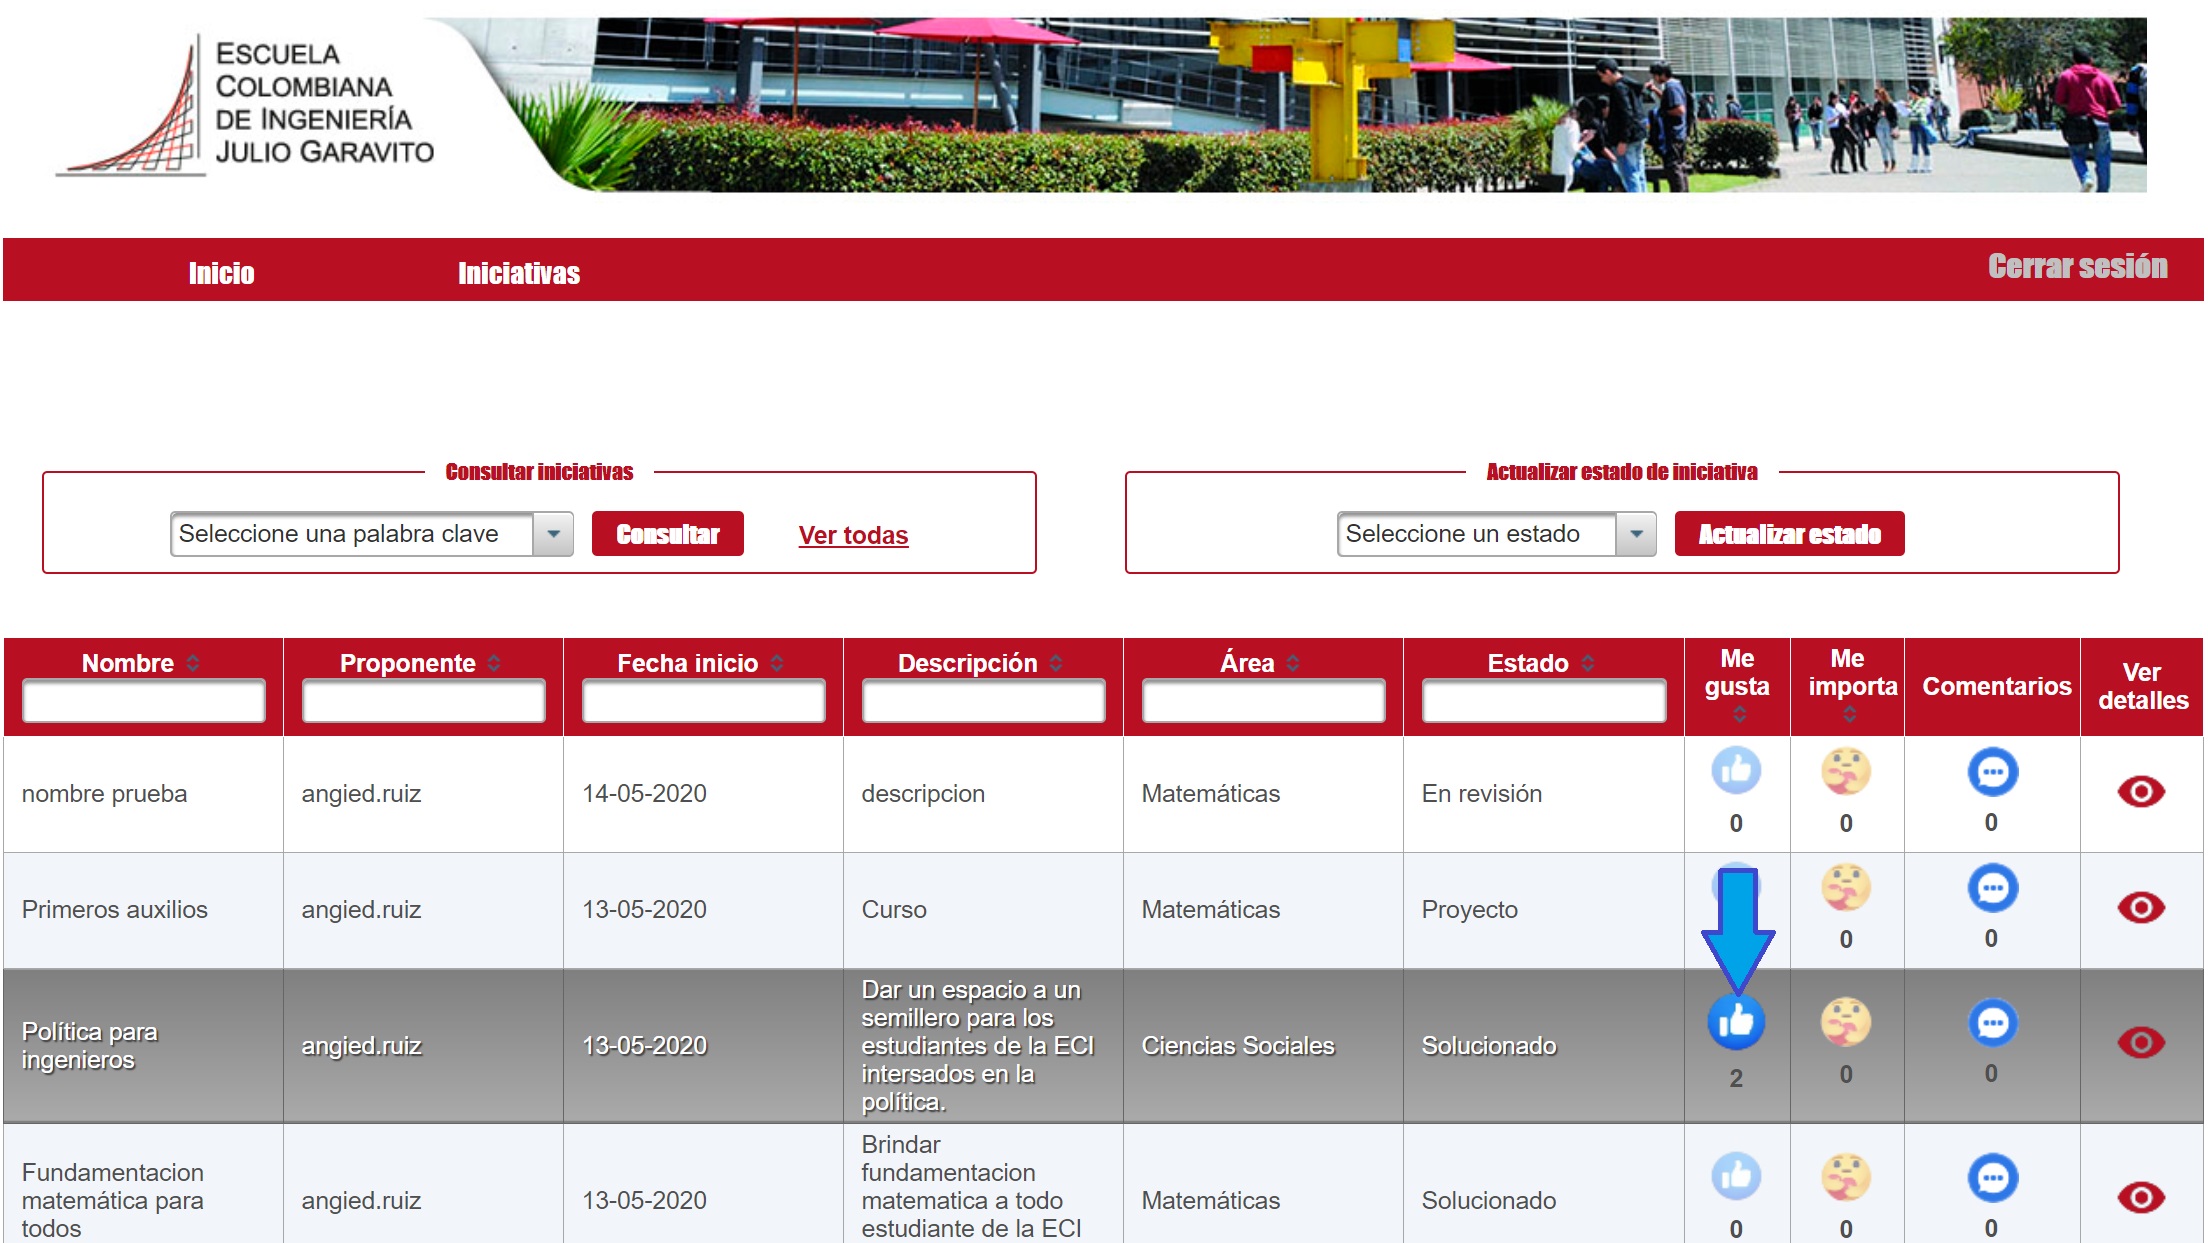 ESCUELA
COLOMBIANA
DE INGENIERÍA
JULIO GARAVITO
Inicio
Iniciativas
Cerrar sesión
Consultar iniciativas
Seleccione una palabra clave
Consultar
Ver todas
Actualizar estado de iniciativa
Seleccione un estado
Actualizar estado
Nombre
Proponente
Fecha inicio
Descripción
Área
Estado
Me
gusta
Me
importa
Comentarios
Ver
detalles
nombre prueba
angied.ruiz
14-05-2020
descripcion
Matemáticas
En revisión
0
0
0
Primeros auxilios
angied.ruiz
13-05-2020
Curso
Matemáticas
Proyecto
0
0
Política para
ingenieros
angied.ruiz
13-05-2020
Dar un espacio a un
semillero para los
estudiantes de la ECI
intersados en la
política.
Ciencias Sociales
Solucionado
2
0
0
Fundamentacion
matemática para
todos
angied.ruiz
13-05-2020
Brindar
fundamentacion
matematica a todo
estudiante de la ECI
Matemáticas
Solucionado
0
0
0